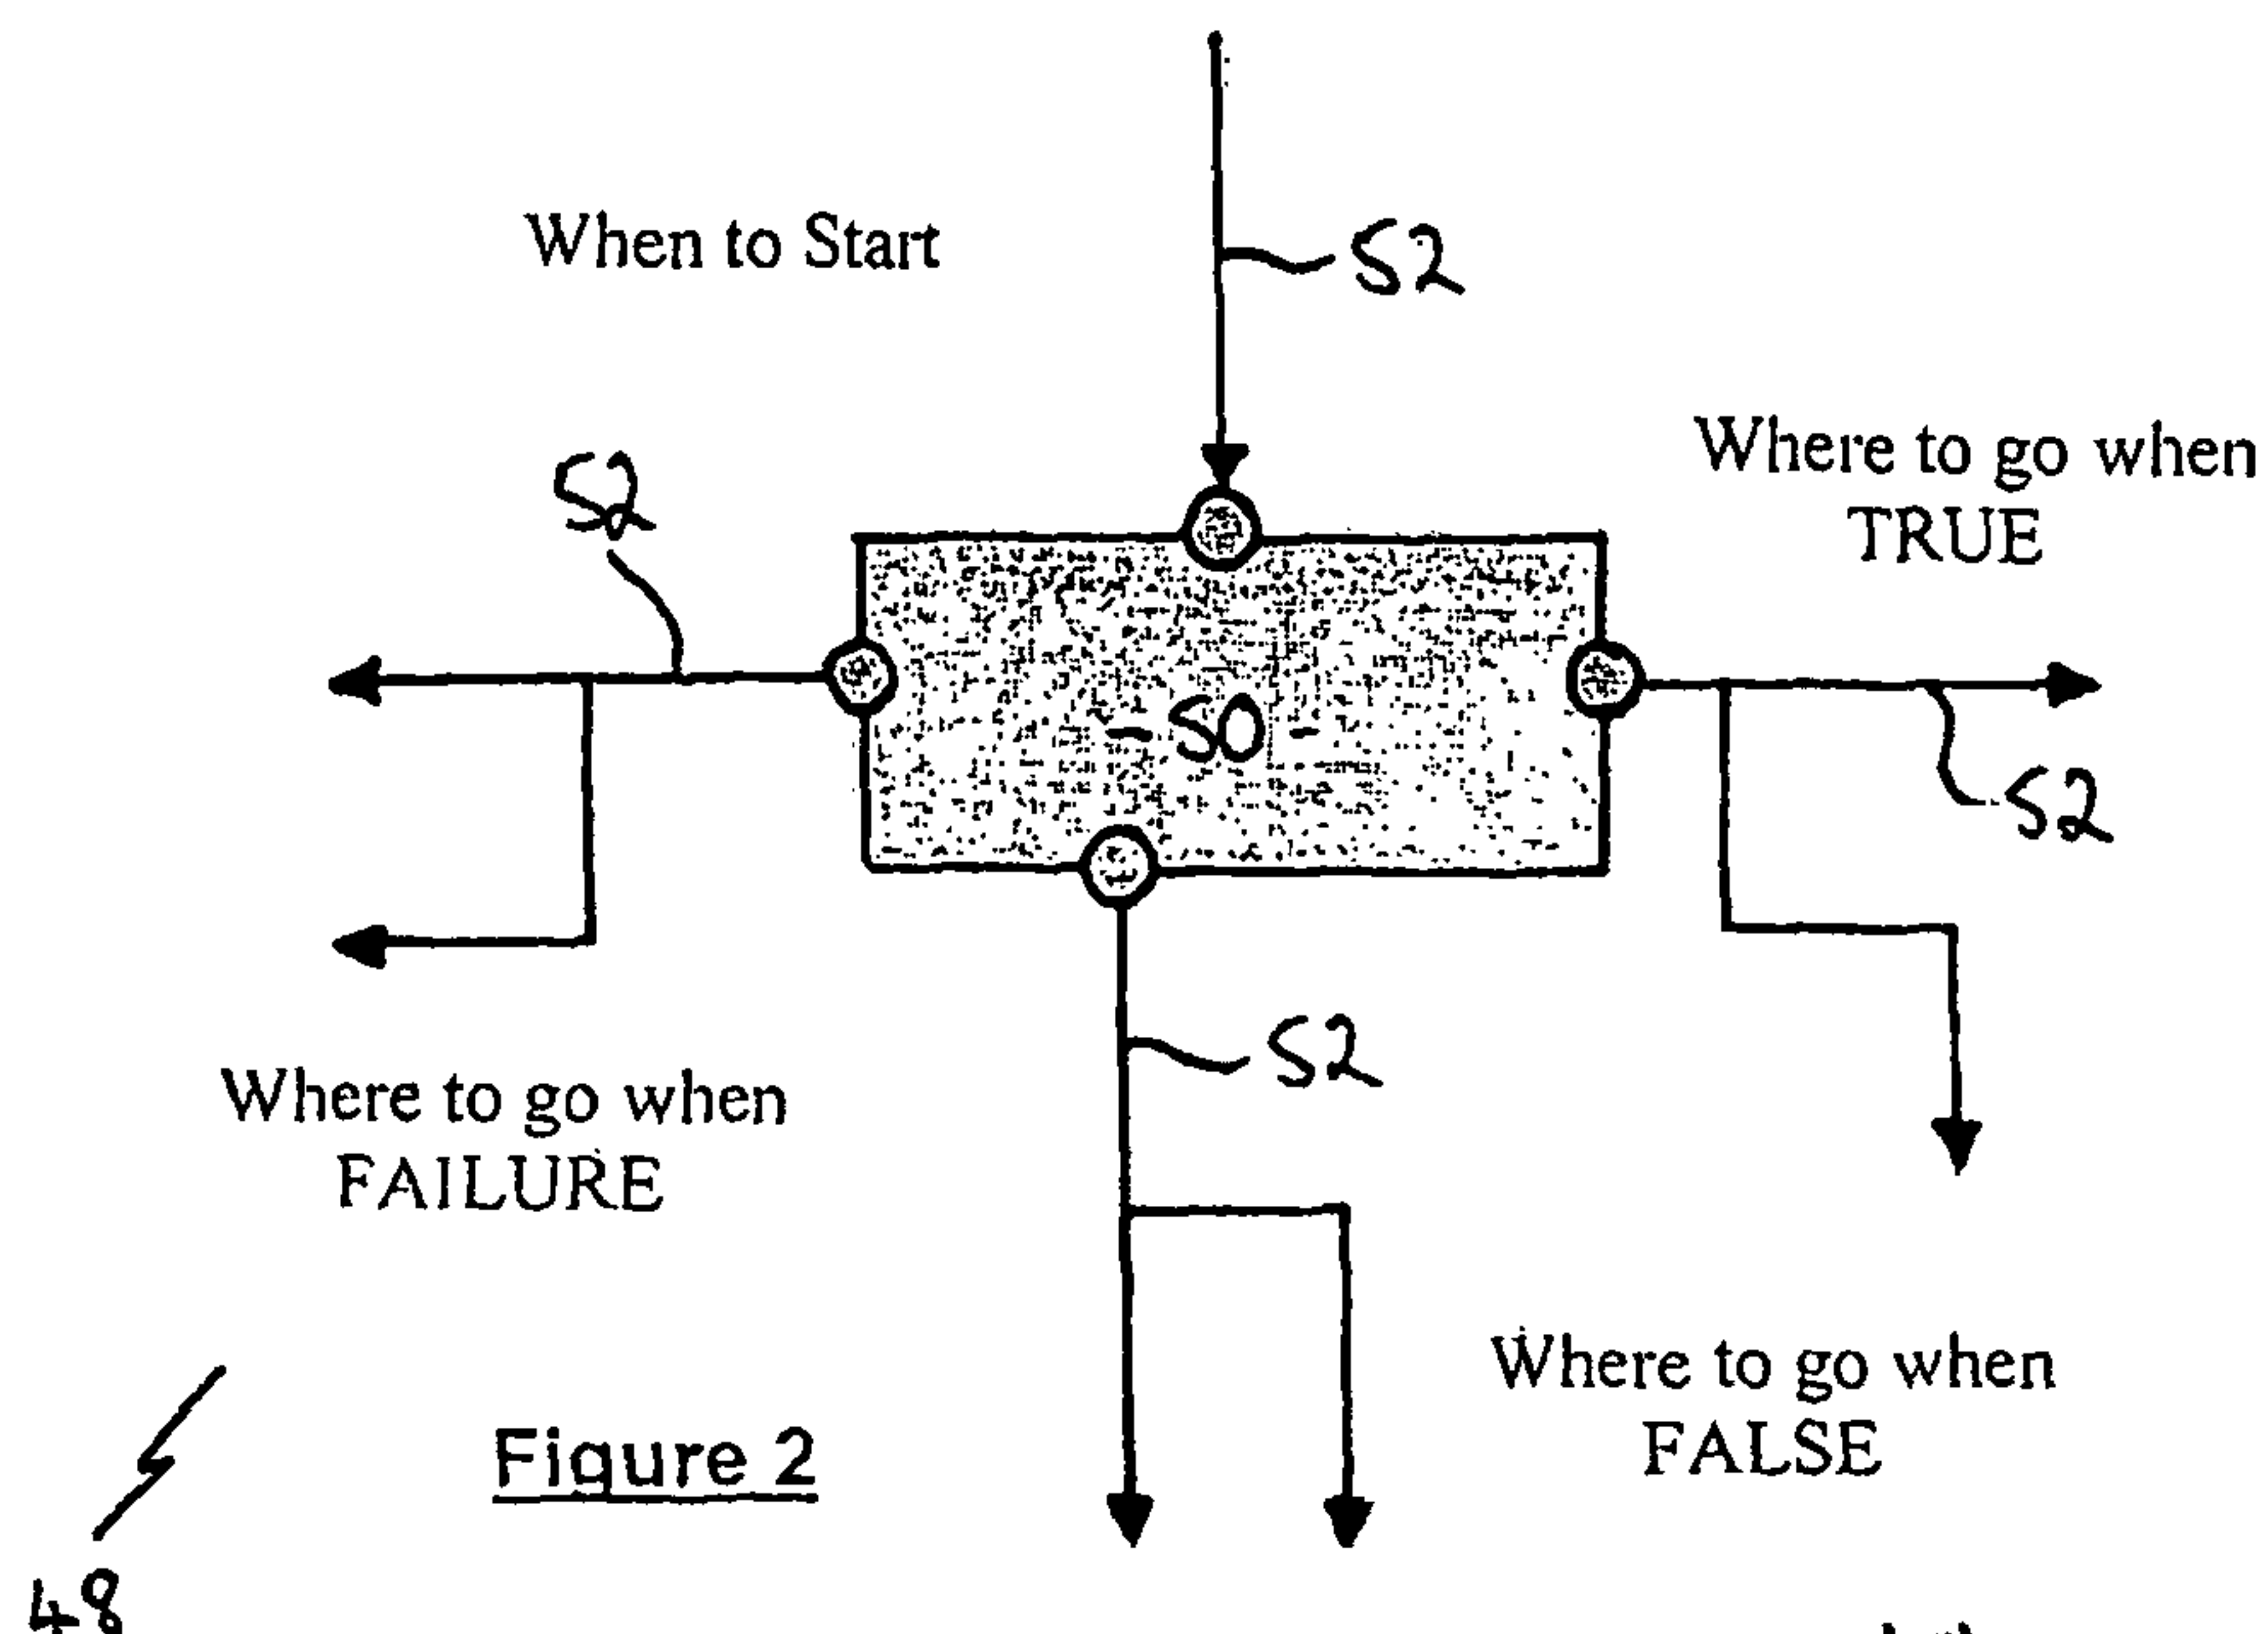 When to Start
52
Where to go when
TRUE
52
- 50 -
52
52
Where to go when
FAILURE
Where to go when
FALSE
Figure 2
48